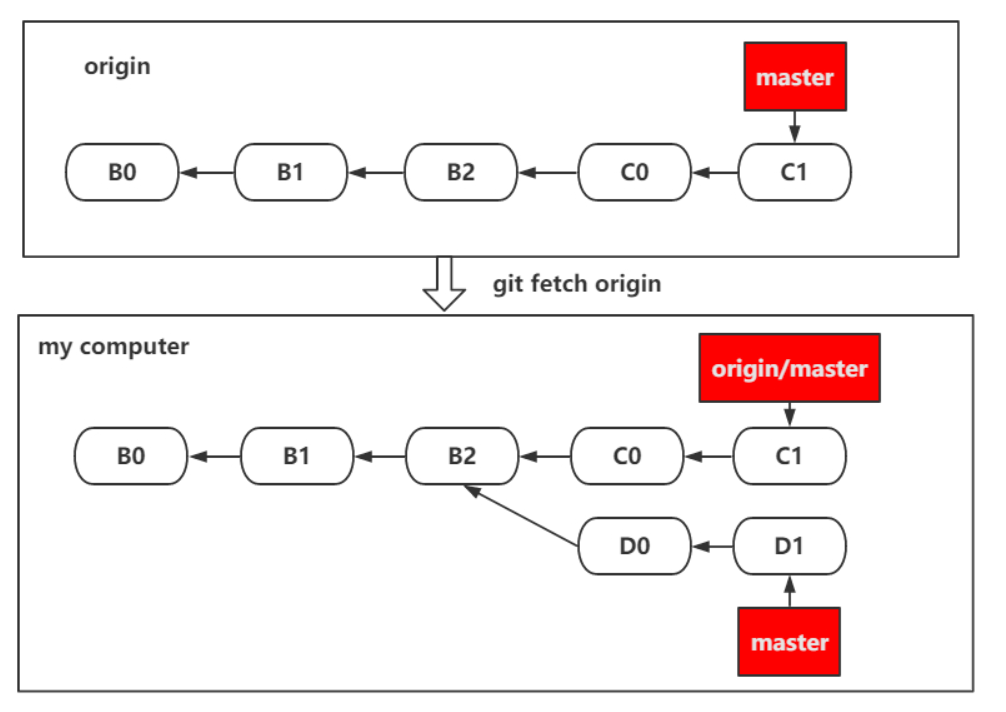 origin
master
B0
B1
B2
C0
C1
git fetch origin
my computer
origin/master
B0
B1
B2
C0
C1
D0
D1
master